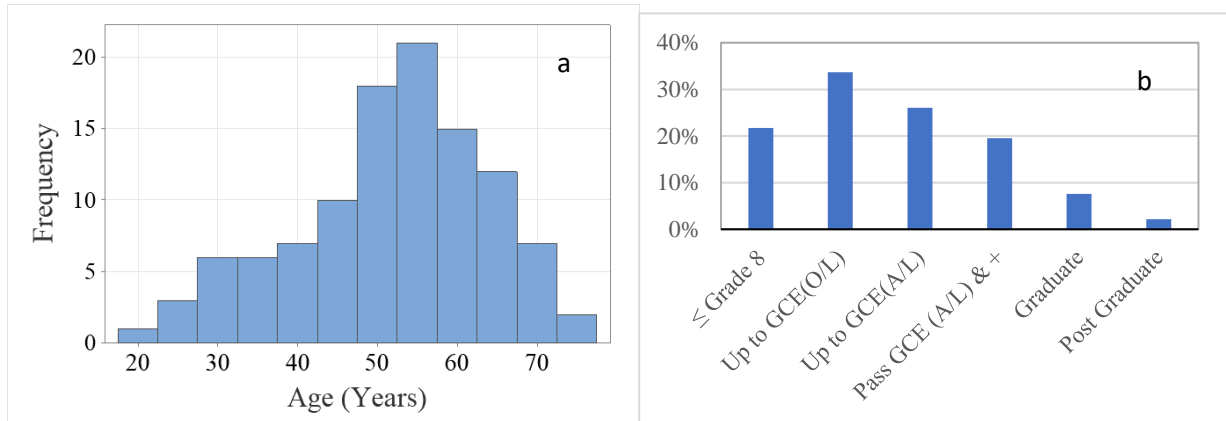 a
Frequency
20
15
10
5
0
20 30 40 50 60 70
Age (Years)
b
40%
30%
20%
10%
0%
≤ Grade 8
Up to GCE(O/L)
Up to GCE(A/L)
Pass GCE (A/L) & +
Graduate
Post Graduate